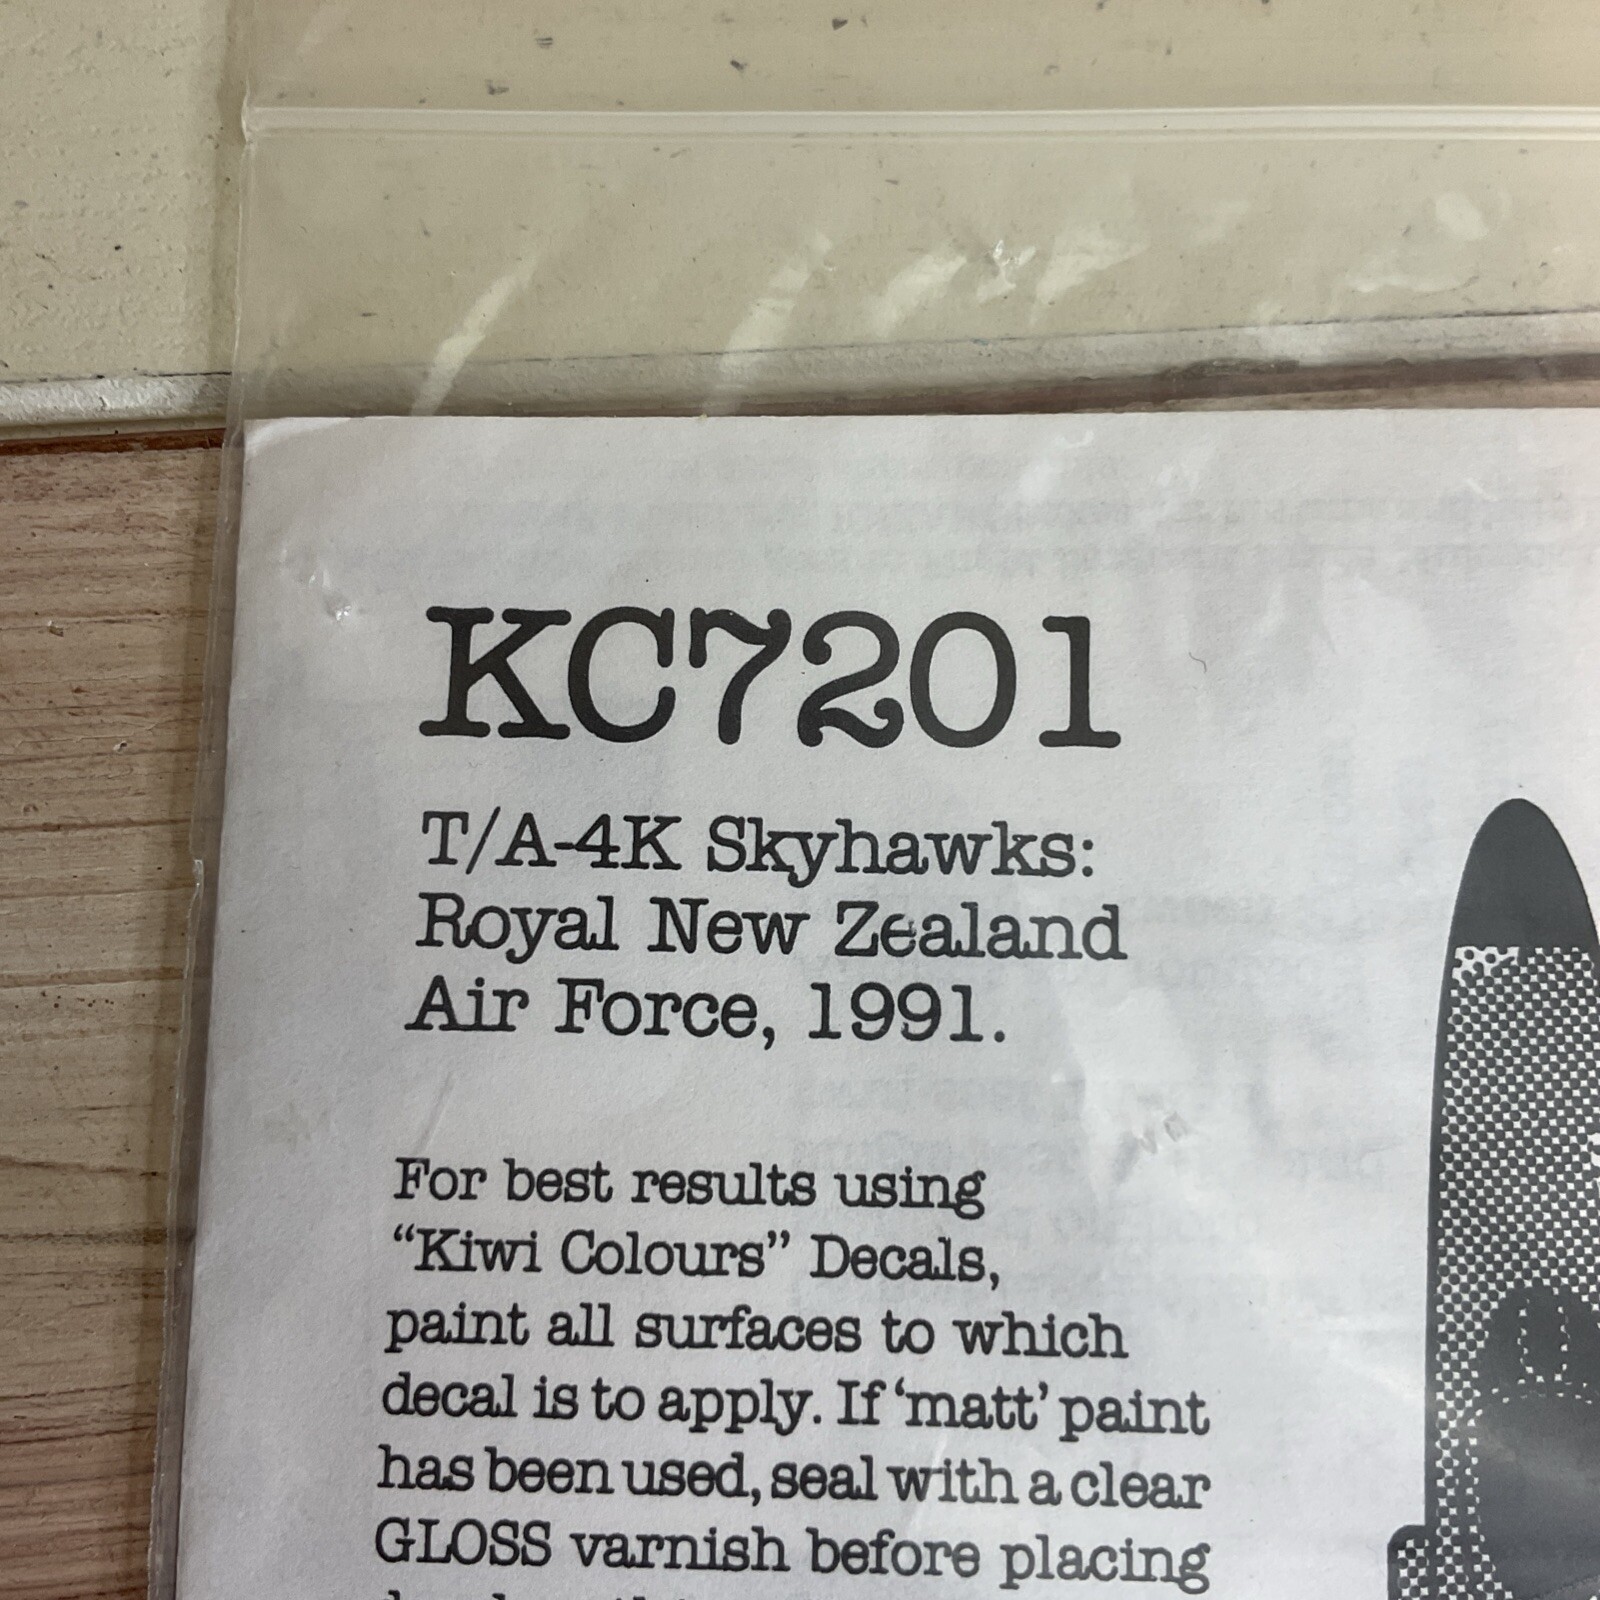 KC7201
T/A-4K Skyhawks:
Royal New Zealand
Air Force, 1991.
For best results using
“Kiwi Colours” Decals,
paint all surfaces to which
decal is to apply. If ‘matt’ paint
has been used, seal with a clear
GLOSS varnish before placing